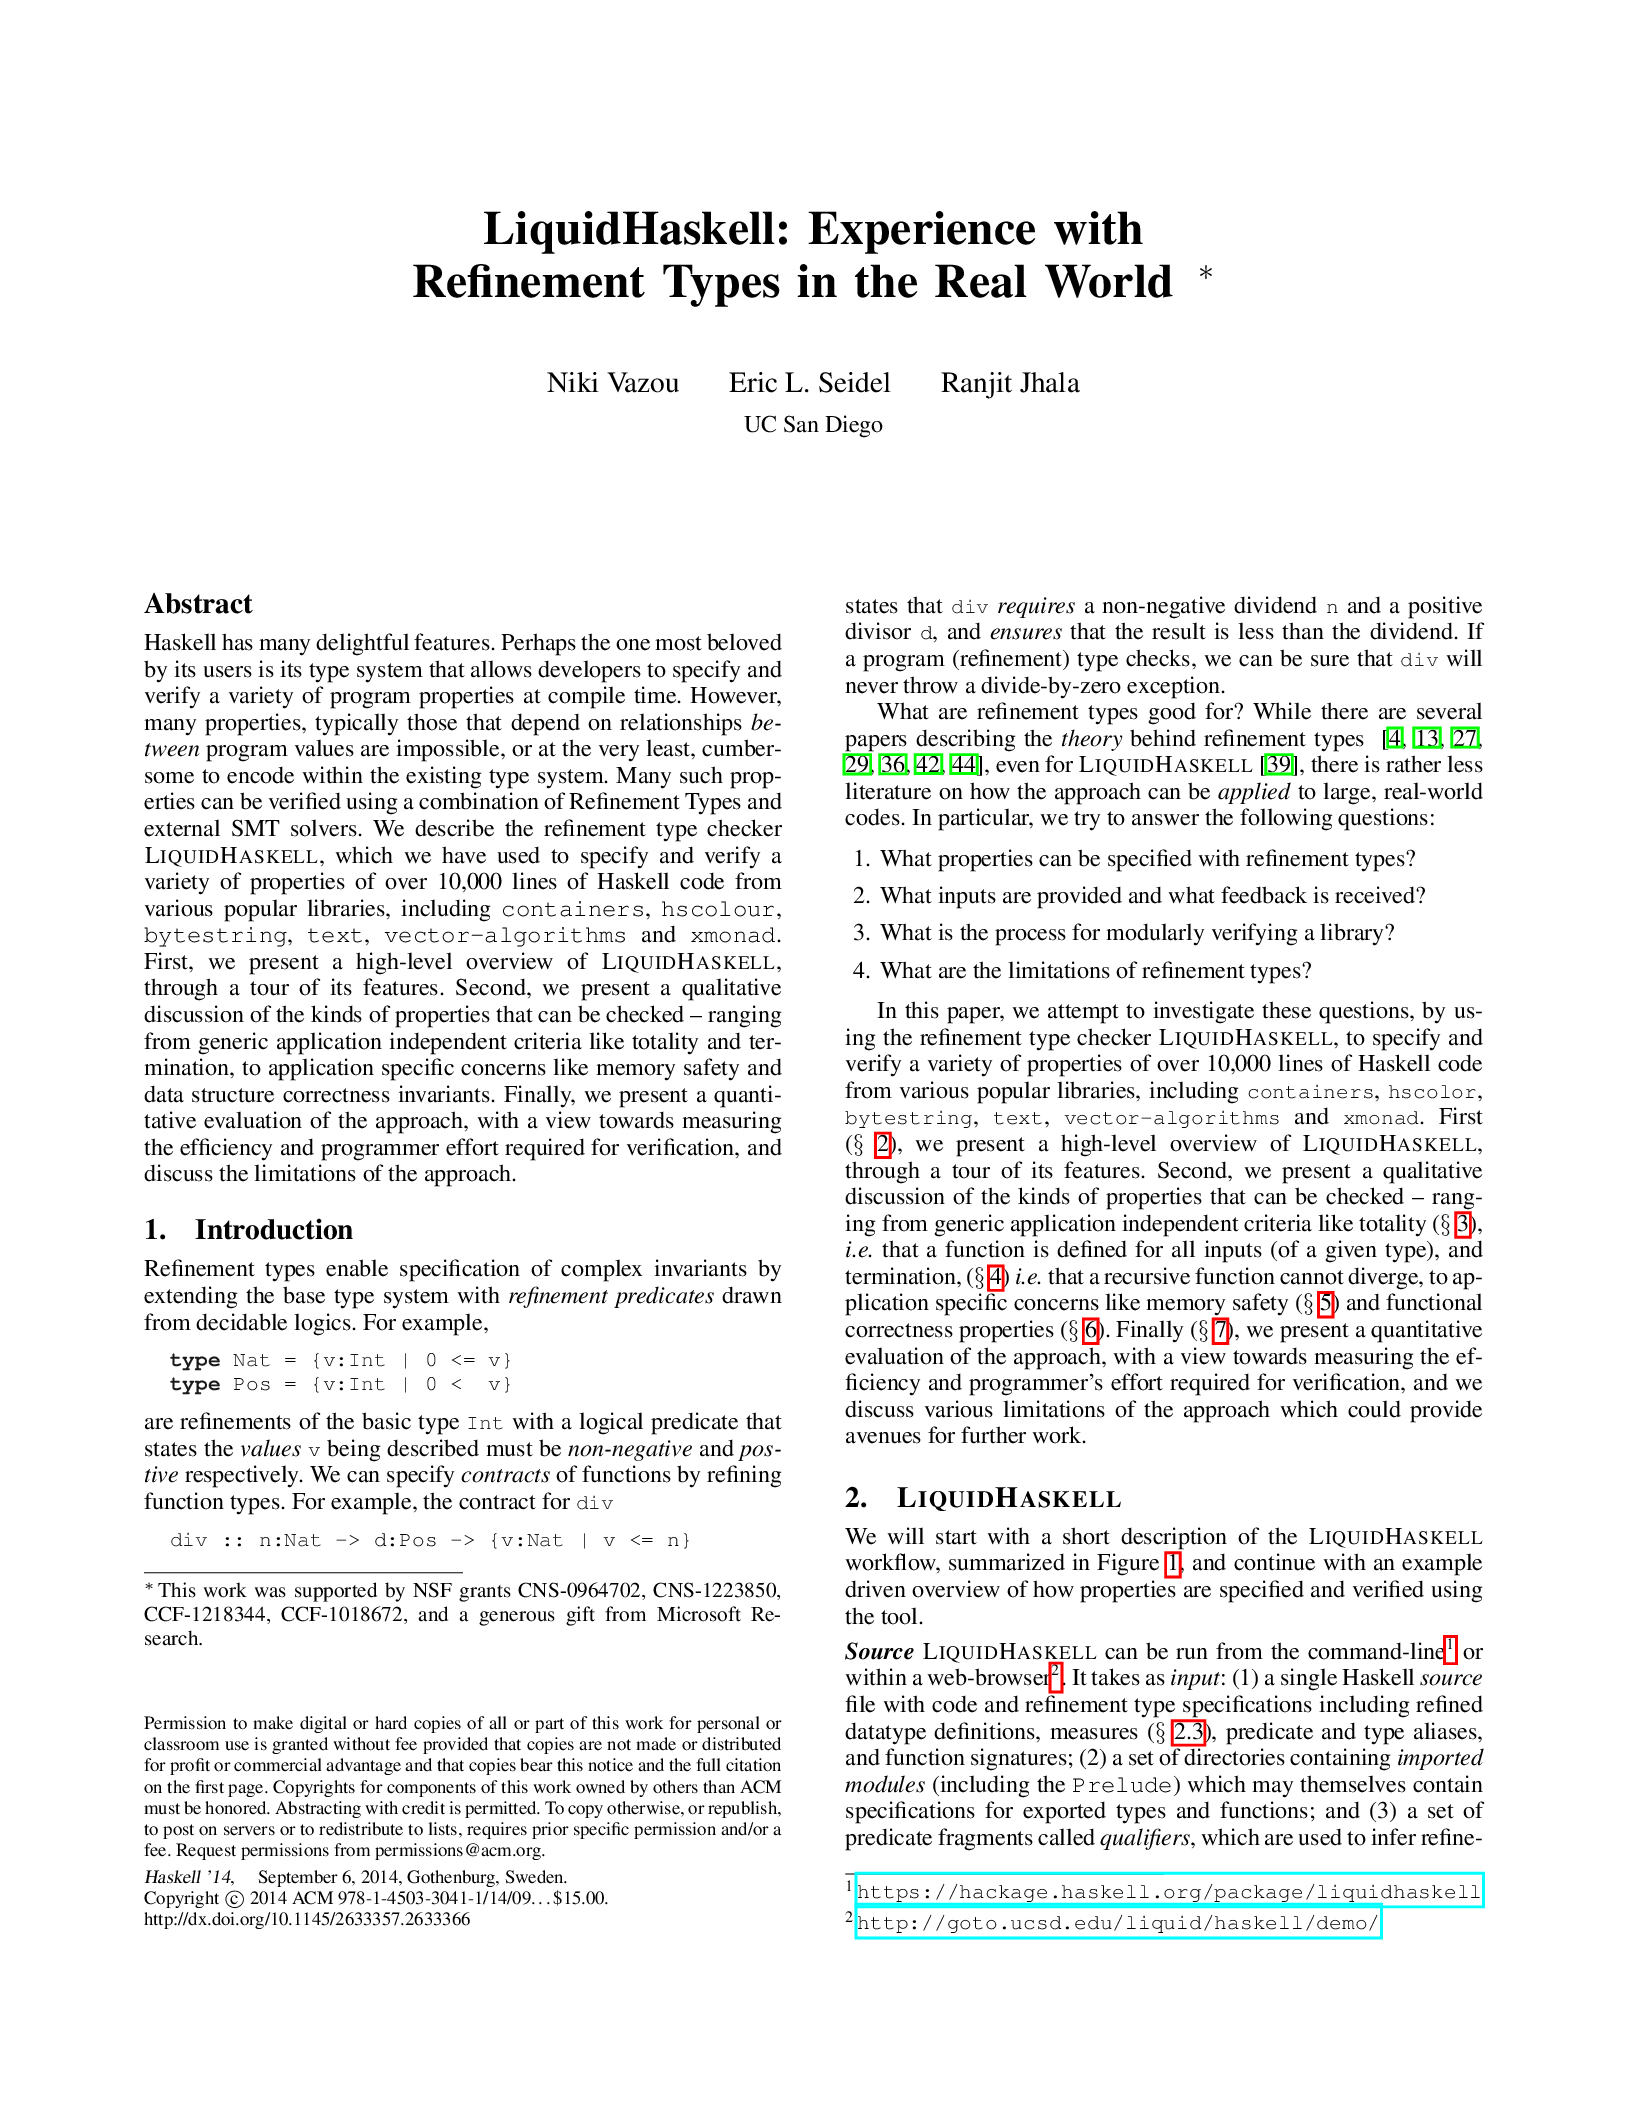 LiquidHaskell: Experience with
Refinement Types in the Real World *
Niki Vazou Eric L. Seidel Ranjit Jhala
UC San Diego
Abstract
Haskell has many delightful features. Perhaps the one most beloved
by its users is its type system that allows developers to specify and
verify a variety of program properties at compile time. However,
many properties, typically those that depend on relationships be-
tween program values are impossible, or at the very least, cumber-
some to encode within the existing type system. Many such prop-
erties can be verified using a combination of Refinement Types and
external SMT solvers. We describe the refinement type checker
LIQUIDHASKELL, which we have used to specify and verify a
variety of properties of over 10,000 lines of Haskell code from
various popular libraries, including containers, hscolour,
bytestring, text, vector-algorithms and xmonad.
First, we present a high-level overview of LIQUIDHASKELL,
through a tour of its features. Second, we present a qualitative
discussion of the kinds of properties that can be checked – ranging
from generic application independent criteria like totality and ter-
mination, to application specific concerns like memory safety and
data structure correctness invariants. Finally, we present a quanti-
tative evaluation of the approach, with a view towards measuring
the efficiency and programmer effort required for verification, and
discuss the limitations of the approach.
1. Introduction
Refinement types enable specification of complex invariants by
extending the base type system with refinement predicates drawn
from decidable logics. For example,
type Nat = {v:Int | 0 <= v}
type Pos = {v:Int | 0 < v}
are refinements of the basic type Int with a logical predicate that
states the values v being described must be non-negative and pos-
tive respectively. We can specify contracts of functions by refining
function types. For example, the contract for div
div :: n:Nat -> d:Pos -> {v:Nat | v <= n}
* This work was supported by NSF grants CNS-0964702, CNS-1223850,
CCF-1218344, CCF-1018672, and a generous gift from Microsoft Re-
search.
Permission to make digital or hard copies of all or part of this work for personal or
classroom use is granted without fee provided that copies are not made or distributed
for profit or commercial advantage and that copies bear this notice and the full citation
on the first page. Copyrights for components of this work owned by others than ACM
must be honored. Abstracting with credit is permitted. To copy otherwise, or republish,
to post on servers or to redistribute to lists, requires prior specific permission and/or a
fee. Request permissions from permissions@acm.org.
Haskell '14, September 6, 2014, Gothenburg, Sweden.
Copyright © 2014 ACM 978-1-4503-3041-1/14/09...$15.00.
http://dx.doi.org/10.1145/2633357.2633366
states that div requires a non-negative dividend n and a positive
divisor d, and ensures that the result is less than the dividend. If
a program (refinement) type checks, we can be sure that div will
never throw a divide-by-zero exception.
What are refinement types good for? While there are several
papers describing the theory behind refinement types [4, 13, 27,
29, 36, 42, 44], even for LIQUIDHASKELL [39], there is rather less
literature on how the approach can be applied to large, real-world
codes. In particular, we try to answer the following questions:
1. What properties can be specified with refinement types?
2. What inputs are provided and what feedback is received?
3. What is the process for modularly verifying a library?
4. What are the limitations of refinement types?
In this paper, we attempt to investigate these questions, by us-
ing the refinement type checker LIQUIDHASKELL, to specify and
verify a variety of properties of over 10,000 lines of Haskell code
from various popular libraries, including containers, hscolor,
bytestring, text, vector-algorithms and xmonad. First
(§ 2), we present a high-level overview of LIQUIDHASKELL,
through a tour of its features. Second, we present a qualitative
discussion of the kinds of properties that can be checked – rang-
ing from generic application independent criteria like totality (§ 3),
i.e. that a function is defined for all inputs (of a given type), and
termination, (§ 4) i.e. that a recursive function cannot diverge, to ap-
plication specific concerns like memory safety (§ 5) and functional
correctness properties (§ 6). Finally (§ 7), we present a quantitative
evaluation of the approach, with a view towards measuring the ef-
ficiency and programmer's effort required for verification, and we
discuss various limitations of the approach which could provide
avenues for further work.
2. LIQUIDHASKELL
We will start with a short description of the LIQUIDHASKELL
workflow, summarized in Figure 1, and continue with an example
driven overview of how properties are specified and verified using
the tool.
Source LIQUIDHASKELL can be run from the command-line1 or
within a web-browser2. It takes as input: (1) a single Haskell source
file with code and refinement type specifications including refined
datatype definitions, measures (§ 2.3), predicate and type aliases,
and function signatures; (2) a set of directories containing imported
modules (including the Prelude) which may themselves contain
specifications for exported types and functions; and (3) a set of
predicate fragments called qualifiers, which are used to infer refine-
1 https://hackage.haskell.org/package/liquidhaskell
2 http://goto.ucsd.edu/liquid/haskell/demo/